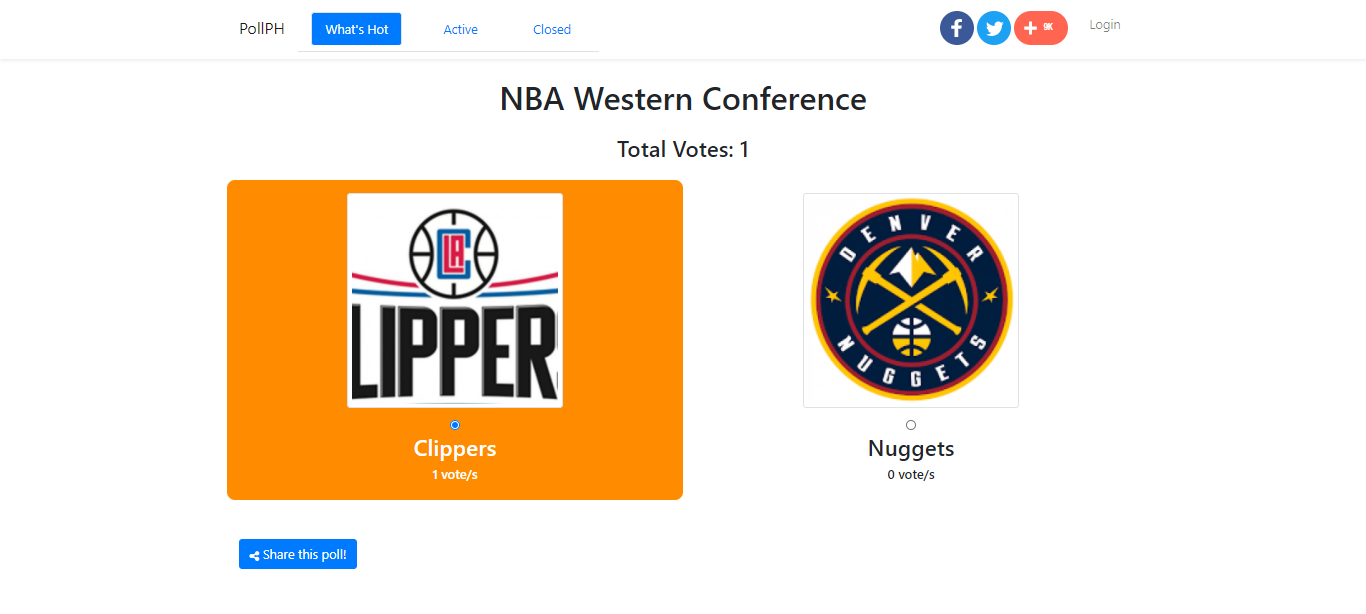 PollPH What's Hot Active Closed 9K Login
NBA Western Conference
Total Votes: 1
LA
LIPPER
DENVER
NUGGETS
Clippers
Nuggets
1 vote/s
0 vote/s
Share this poll!